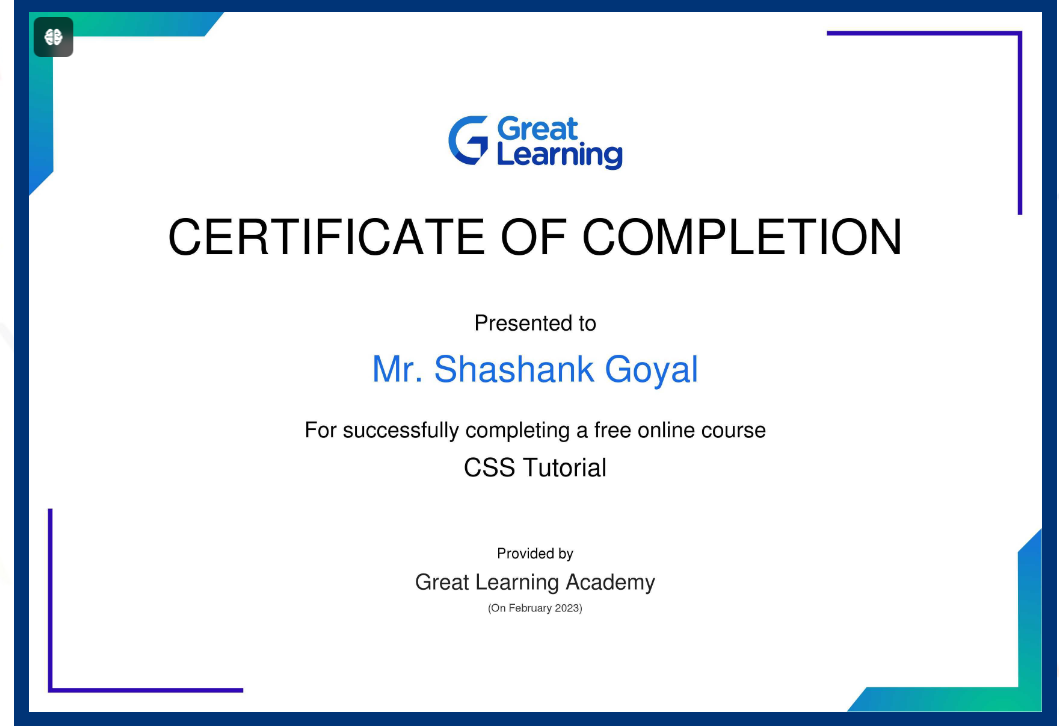 Great
Learning
CERTIFICATE OF COMPLETION
Presented to
Mr. Shashank Goyal
For successfully completing a free online course
CSS Tutorial
Provided by
Great Learning Academy
(On February 2023)